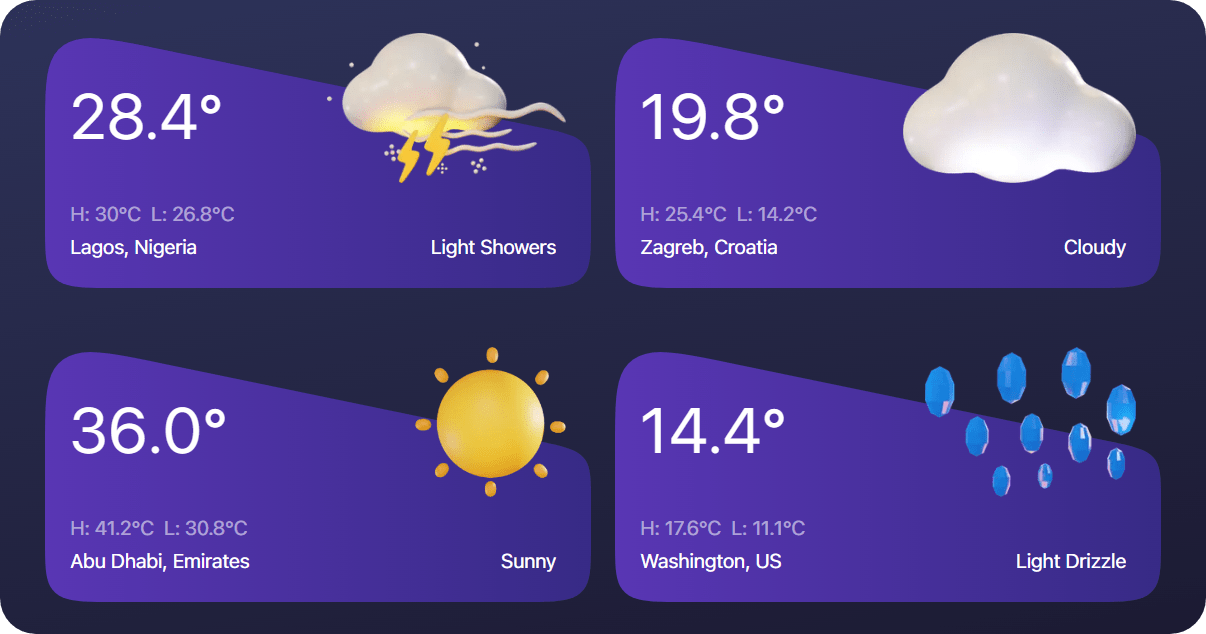 28.4°
H: 30°C L: 26.8°C
Lagos, Nigeria
Light Showers
19.8°
H: 25.4°C L: 14.2°C
Zagreb, Croatia
Cloudy
36.0°
H: 41.2°C L: 30.8°C
Abu Dhabi, Emirates
Sunny
14.4°
H: 17.6°C L: 11.1°C
Washington, US
Light Drizzle